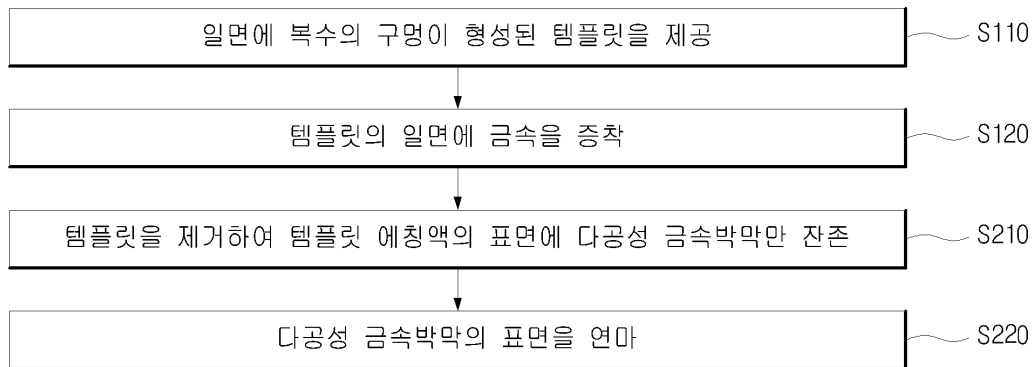 일면에 복수의 구멍이 형성된 템플릿을 제공 S110
템플릿의 일면에 금속을 증착 S120
템플릿을 제거하여 템플릿 에칭액의 표면에 다공성 금속박막만 잔존 S210
다공성 금속박막의 표면을 연마 S220